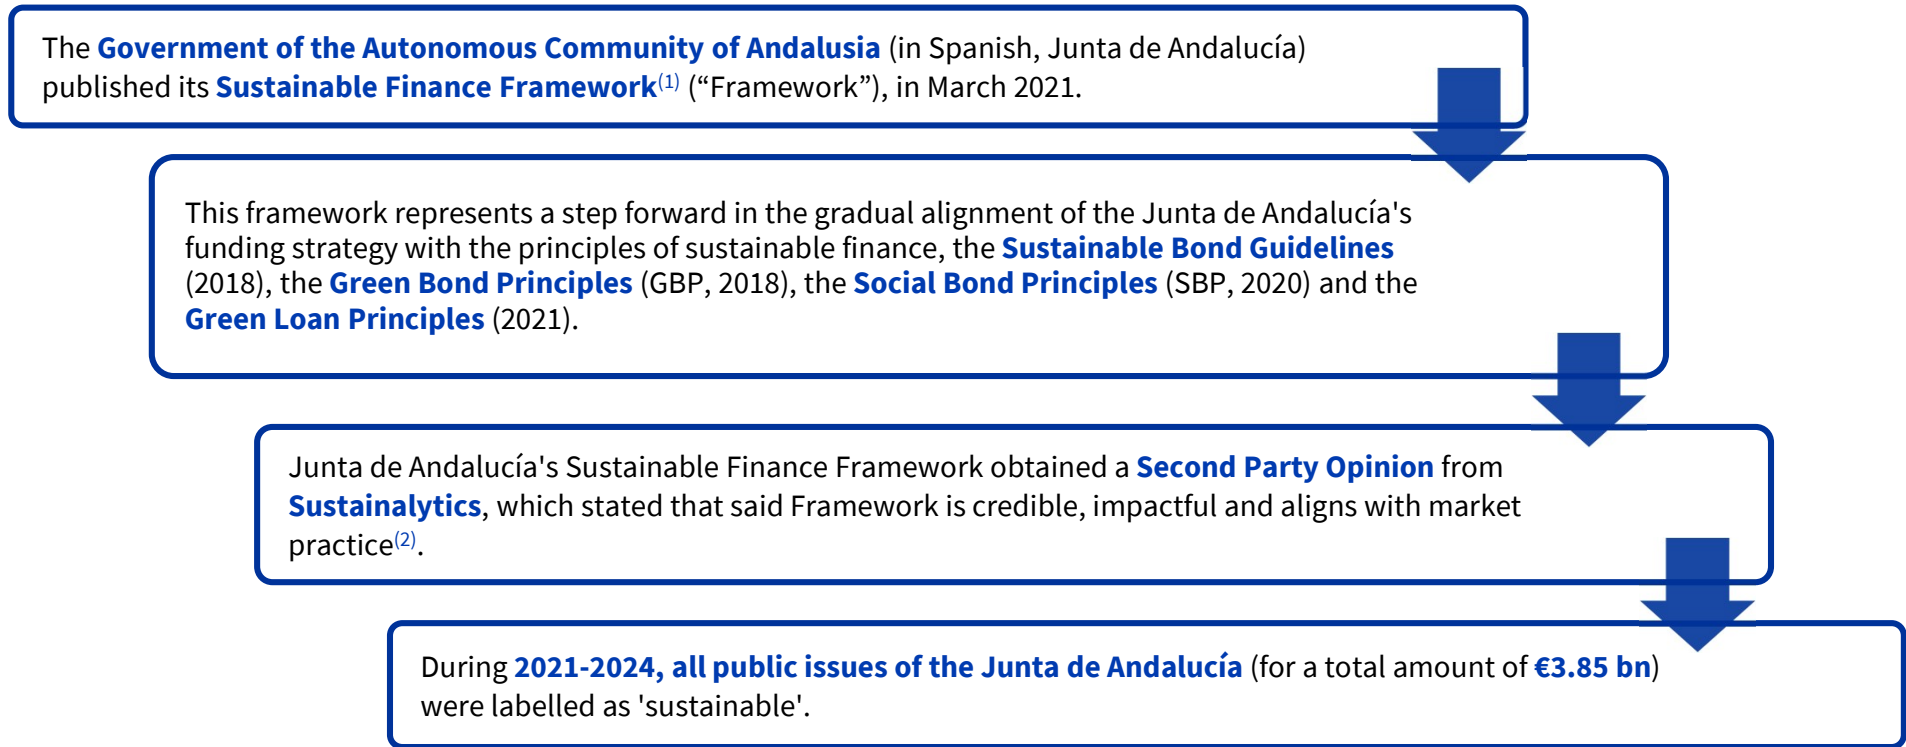 The Government of the Autonomous Community of Andalusia (in Spanish, Junta de Andalucía)
published its Sustainable Finance Framework(1) (“Framework”), in March 2021.
This framework represents a step forward in the gradual alignment of the Junta de Andalucía's
funding strategy with the principles of sustainable finance, the Sustainable Bond Guidelines
(2018), the Green Bond Principles (GBP, 2018), the Social Bond Principles (SBP, 2020) and the
Green Loan Principles (2021).
Junta de Andalucía's Sustainable Finance Framework obtained a Second Party Opinion from
Sustainalytics, which stated that said Framework is credible, impactful and aligns with market
practice(2).
During 2021-2024, all public issues of the Junta de Andalucía (for a total amount of €3.85 bn)
were labelled as 'sustainable'.